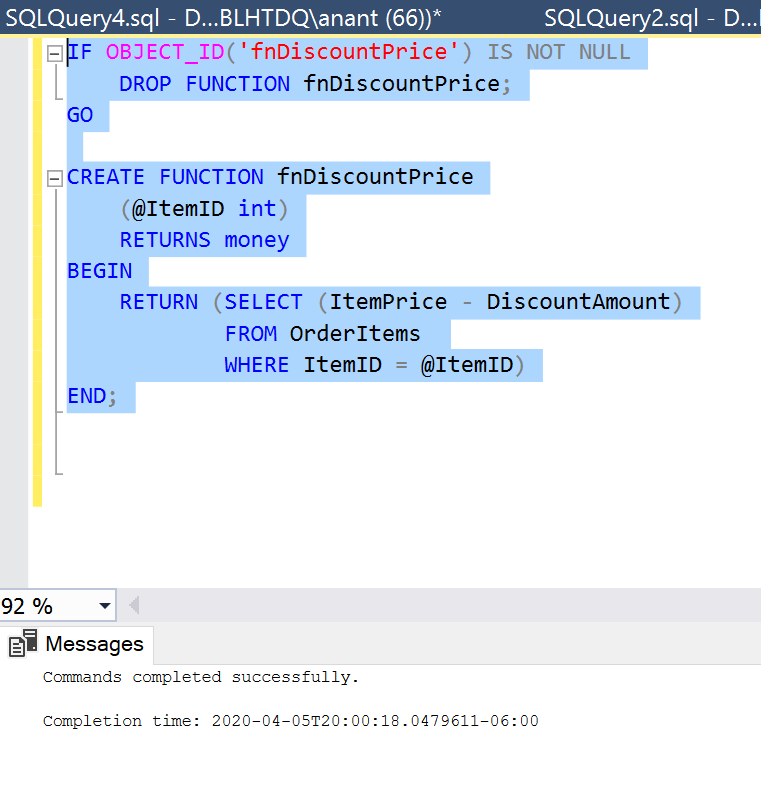 SQLQuery4.sql - D...BLHTDQ\anant (66))* SQLQuery2.sql - D...
IF OBJECT_ID('fnDiscountPrice') IS NOT NULL
DROP FUNCTION fnDiscountPrice;
GO
CREATE FUNCTION fnDiscountPrice
(@ItemID int)
RETURNS money
BEGIN
RETURN (SELECT (ItemPrice - DiscountAmount)
FROM OrderItems
WHERE ItemID = @ItemID)
END;
92 %
Messages
Commands completed successfully.
Completion time: 2020-04-05T20:00:18.0479611-06:00